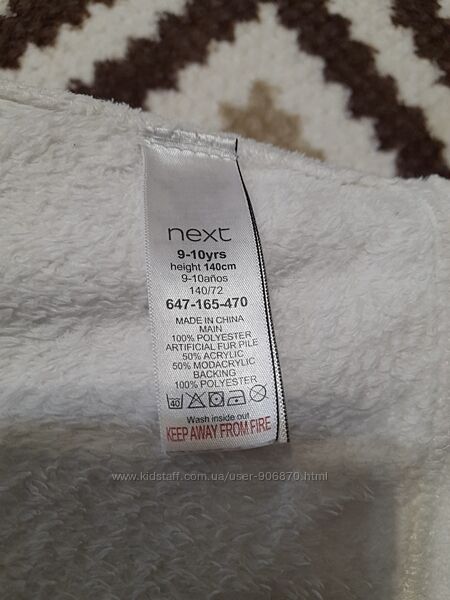 next
9-10yrs
height 140cm
9-10años
140/72
647-165-470
MADE IN CHINA
MAIN
100% POLYESTER
ARTIFICIAL FUR PILE
50% ACRYLIC
50% MODACRYLIC
BACKING
100% POLYESTER
40
Wash inside out
KEEP AWAY FROM FIRE
www.kidstaff.com.ua/user-906870.html